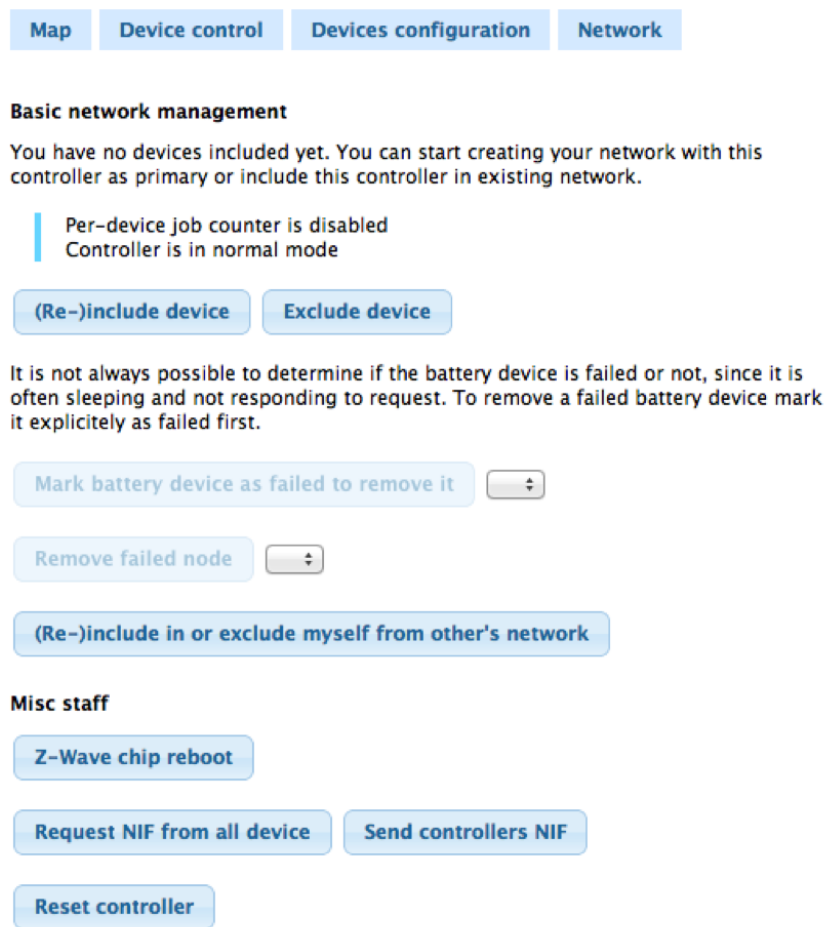 Map Device control Devices configuration Network
Basic network management
You have no devices included yet. You can start creating your network with this
controller as primary or include this controller in existing network.
Per-device job counter is disabled
Controller is in normal mode
(Re-)include device Exclude device
It is not always possible to determine if the battery device is failed or not, since it is
often sleeping and not responding to request. To remove a failed battery device mark
it explicitely as failed first.
Mark battery device as failed to remove it
Remove failed node
(Re-)include in or exclude myself from other's network
Misc staff
Z-Wave chip reboot
Request NIF from all device Send controllers NIF
Reset controller